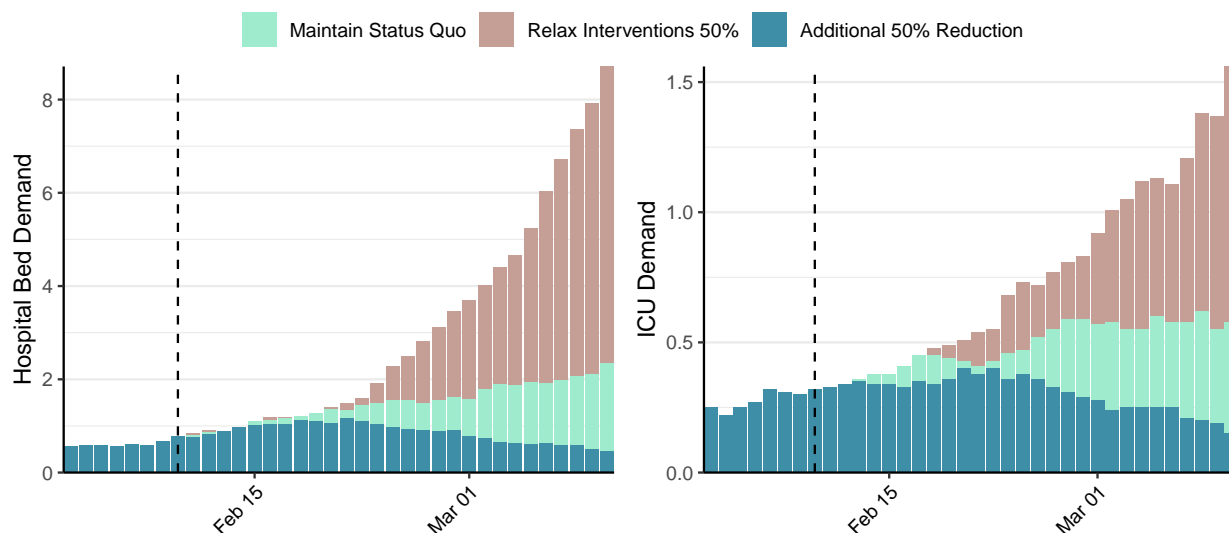 Maintain Status Quo Relax Interventions 50% Additional 50% Reduction
Hospital Bed Demand
8
6
4
2
0
Feb 15
Mar 01
ICU Demand
1.5
1.0
0.5
0.0
Feb 15
Mar 01